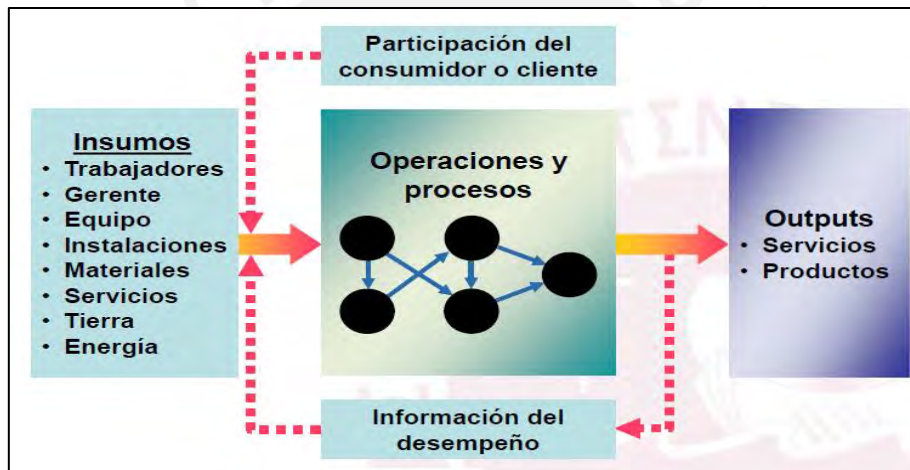 Participación del
consumidor o cliente
Insumos
• Trabajadores
• Gerente
• Equipo
• Instalaciones
• Materiales
• Servicios
• Tierra
• Energía
Operaciones y
procesos
Outputs
• Servicios
• Productos
Información del
desempeño